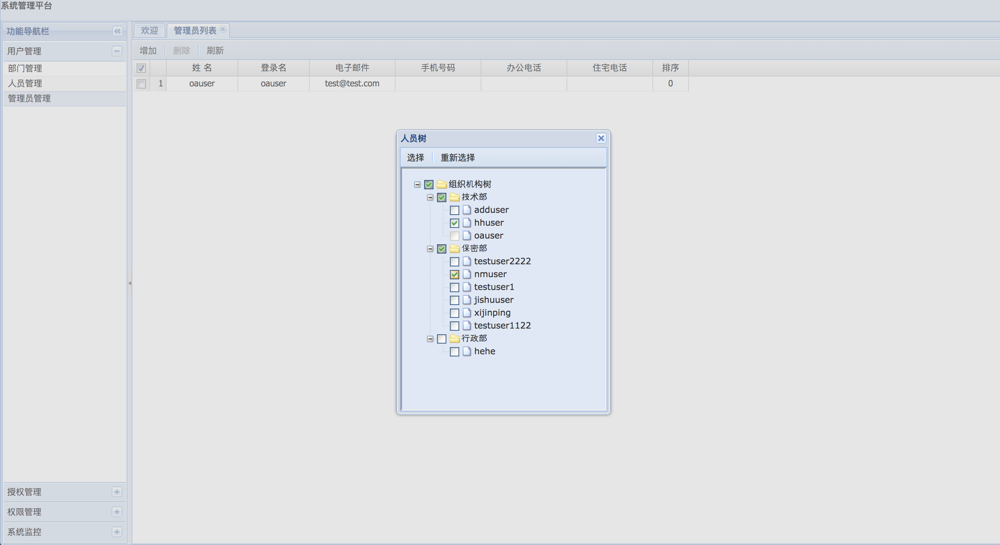 系统管理平台
功能导航栏
用户管理
部门管理
人员管理
管理员管理
授权管理
权限管理
系统监控
欢迎 管理员列表
增加 删除 刷新
姓 名 登录名 电子邮件 手机号码 办公电话 住宅电话 排序
1 oauser oauser test@test.com 0
人员树
选择 重新选择
组织机构树
技术部
adduser
hhuser
oauser
保密部
testuser2222
nmuser
testuser1
jishuuser
xijinping
testuser1122
行政部
hehe